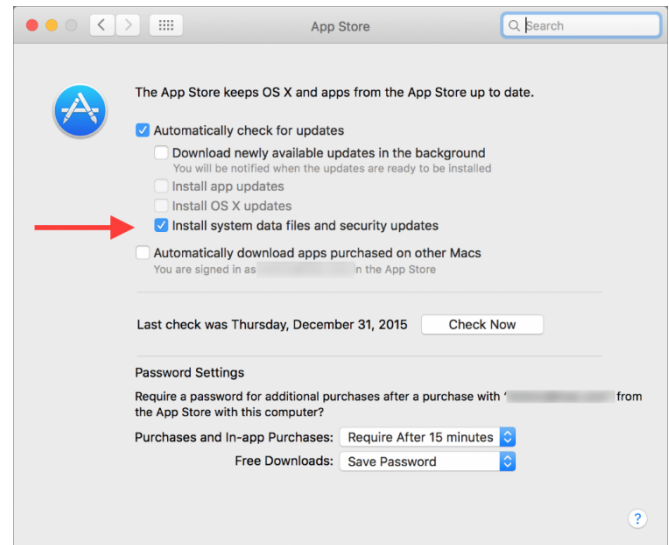 App Store
Search
The App Store keeps OS X and apps from the App Store up to date.
Automatically check for updates
Download newly available updates in the background
You will be notified when the updates are ready to be installed
Install app updates
Install OS X updates
Install system data files and security updates
Automatically download apps purchased on other Macs
You are signed in as in the App Store
Last check was Thursday, December 31, 2015 Check Now
Password Settings
Require a password for additional purchases after a purchase with ‘ ’ from
the App Store with this computer?
Purchases and In-app Purchases: Require After 15 minutes
Free Downloads: Save Password
?